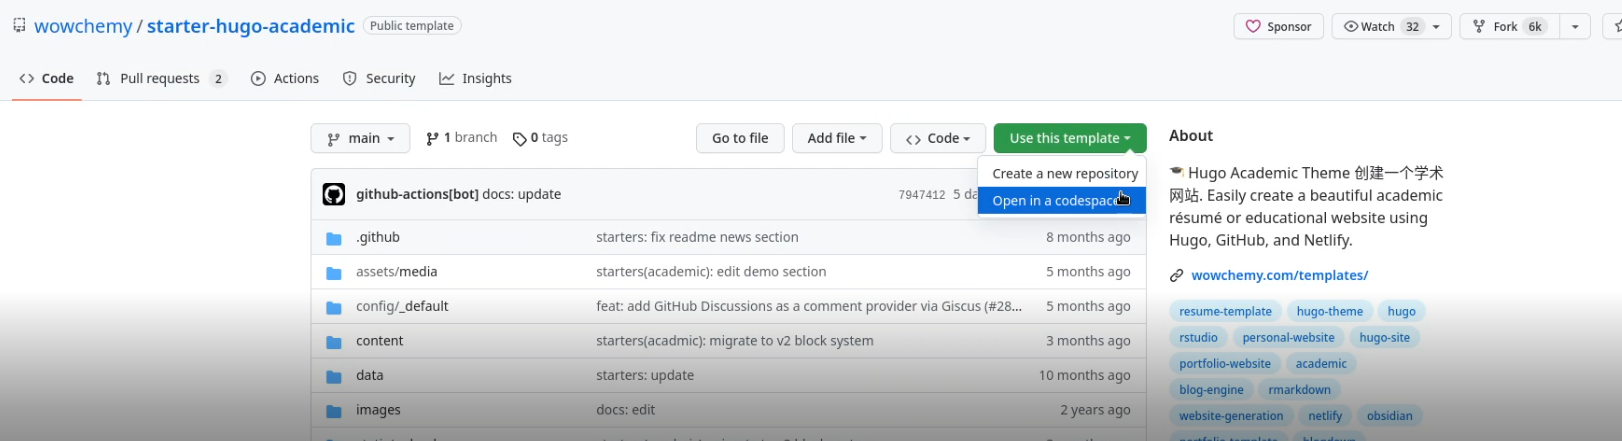 wowchemy / starter-hugo-academic Public template Sponsor Watch 32 Fork 6k
Code Pull requests 2 Actions Security Insights
main 1 branch 0 tags Go to file Add file Code Use this template
Create a new repository
Open in a codespace
github-actions[bot] docs: update 7947412 5
.github starters: fix readme news section 8 months ago
assets/media starters(academic): edit demo section 5 months ago
config/_default feat: add GitHub Discussions as a comment provider via Giscus (#28... 5 months ago
content starters(acadmic): migrate to v2 block system 3 months ago
data starters: update 10 months ago
images docs: edit 2 years ago
About
Hugo Academic Theme 创建一个学术
网站. Easily create a beautiful academic
résumé or educational website using
Hugo, GitHub, and Netlify.
wowchemy.com/templates/
resume-template hugo-theme hugo
rstudio personal-website hugo-site
portfolio-website academic
blog-engine rmarkdown
website-generation netlify obsidian